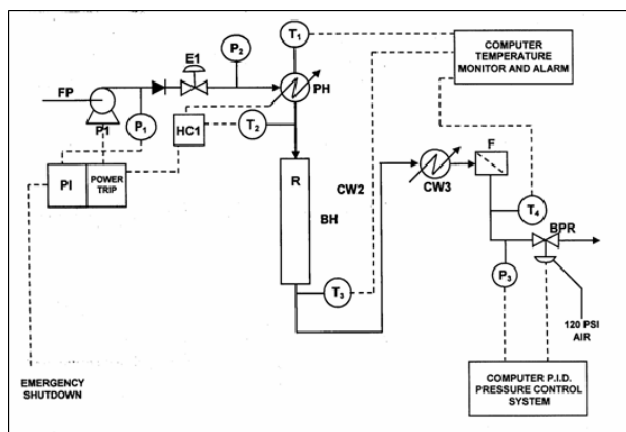 T1
COMPUTER
TEMPERATURE
MONITOR AND ALARM
E1
P2
FP
PH
P1
P1
HC1
T2
PI
POWER
TRIP
R
CW2
BH
CW3
F
T4
BPR
T3
P3
120 PSI
AIR
EMERGENCY
SHUTDOWN
COMPUTER P.I.D.
PRESSURE CONTROL
SYSTEM